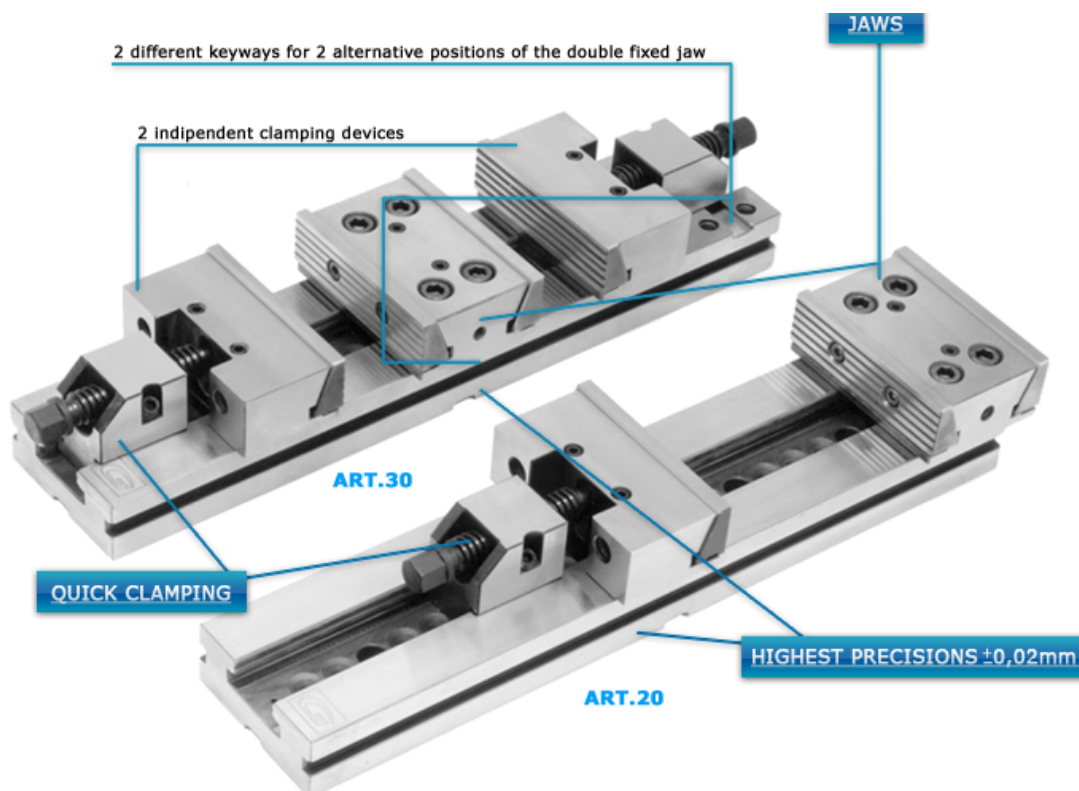 JAWS
2 different keyways for 2 alternative positions of the double fixed jaw
2 indipendent clamping devices
ART.30
QUICK CLAMPING
HIGHEST PRECISIONS ±0,02mm
ART.20